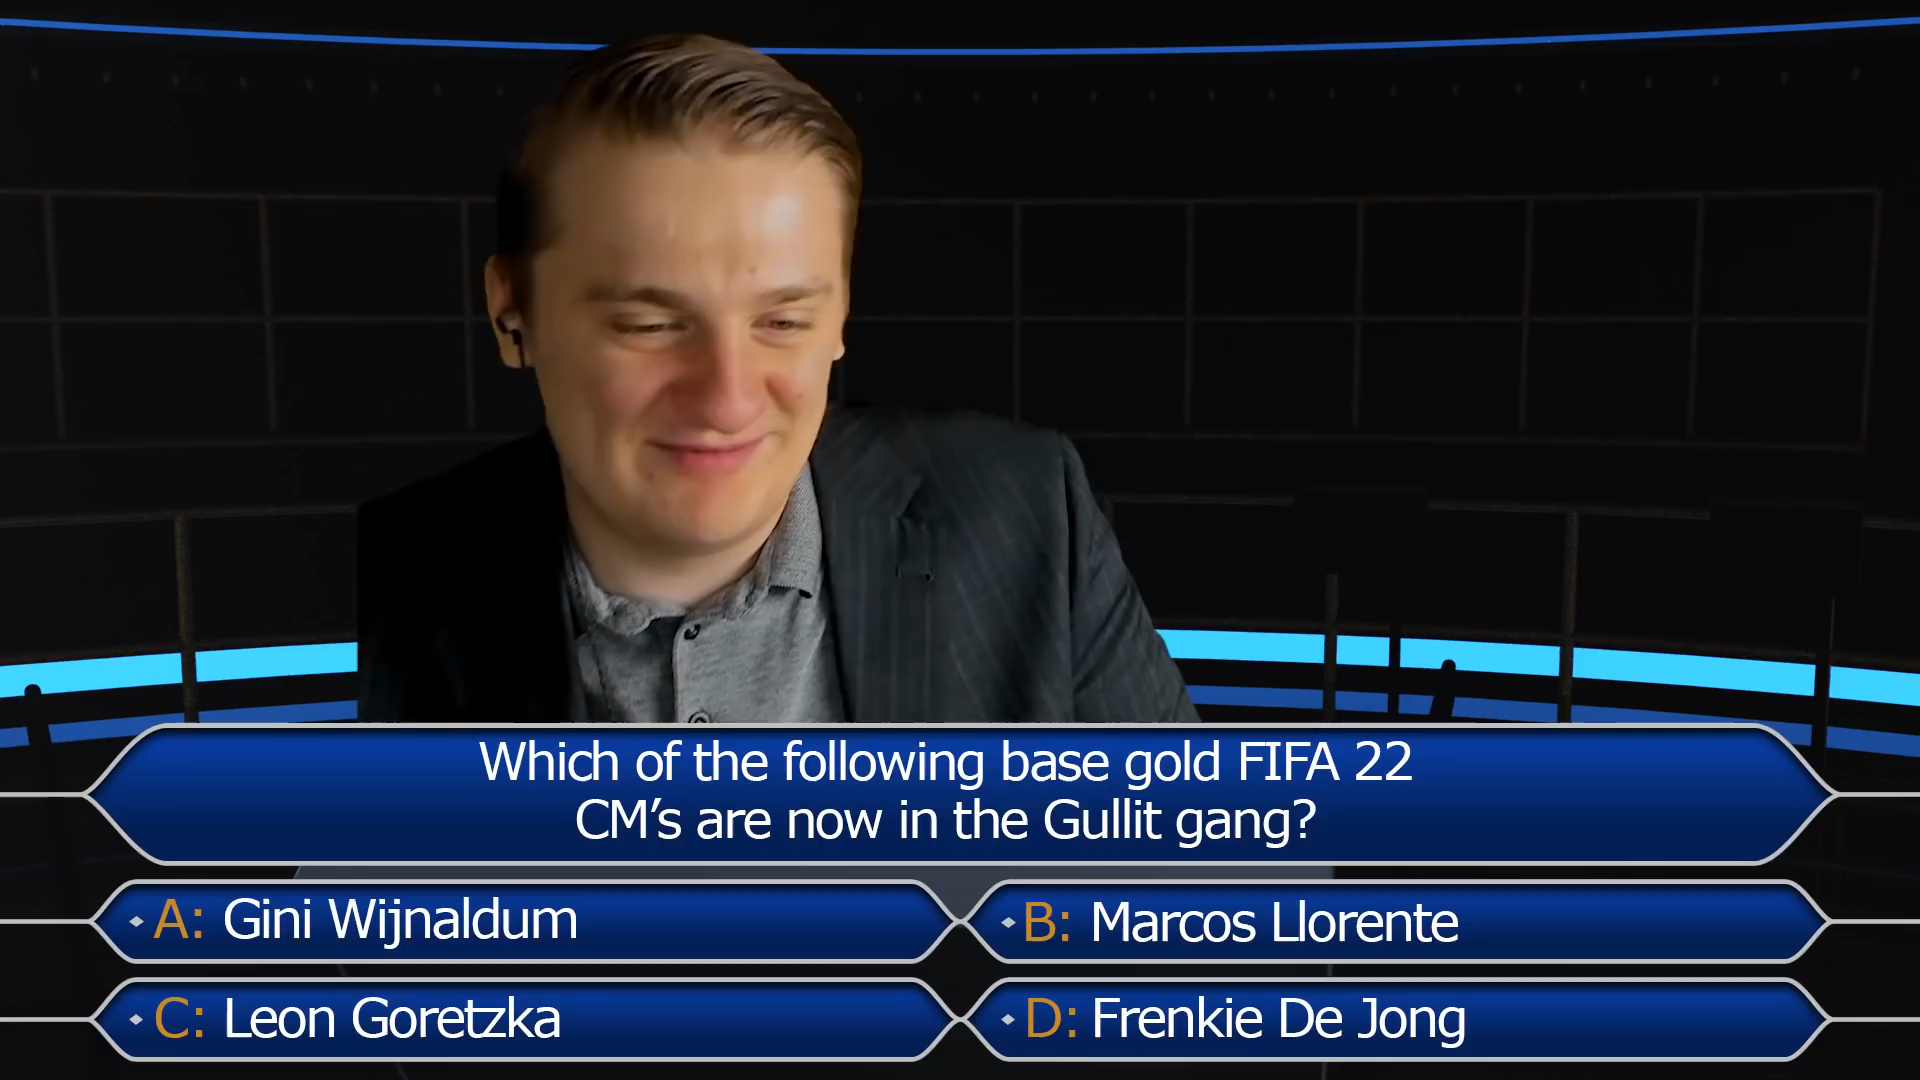 Which of the following base gold FIFA 22
CM’s are now in the Gullit gang?
A: Gini Wijnaldum
B: Marcos Llorente
C: Leon Goretzka
D: Frenkie De Jong